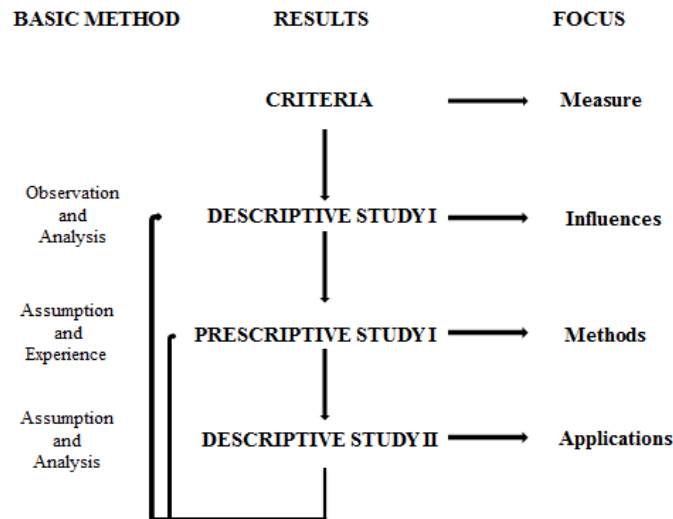 BASIC METHOD RESULTS FOCUS
CRITERIA Measure
Observation
and
Analysis
DESCRIPTIVE STUDY I Influences
Assumption
and
Experience
PRESCRIPTIVE STUDY I Methods
Assumption
and
Analysis
DESCRIPTIVE STUDY II Applications